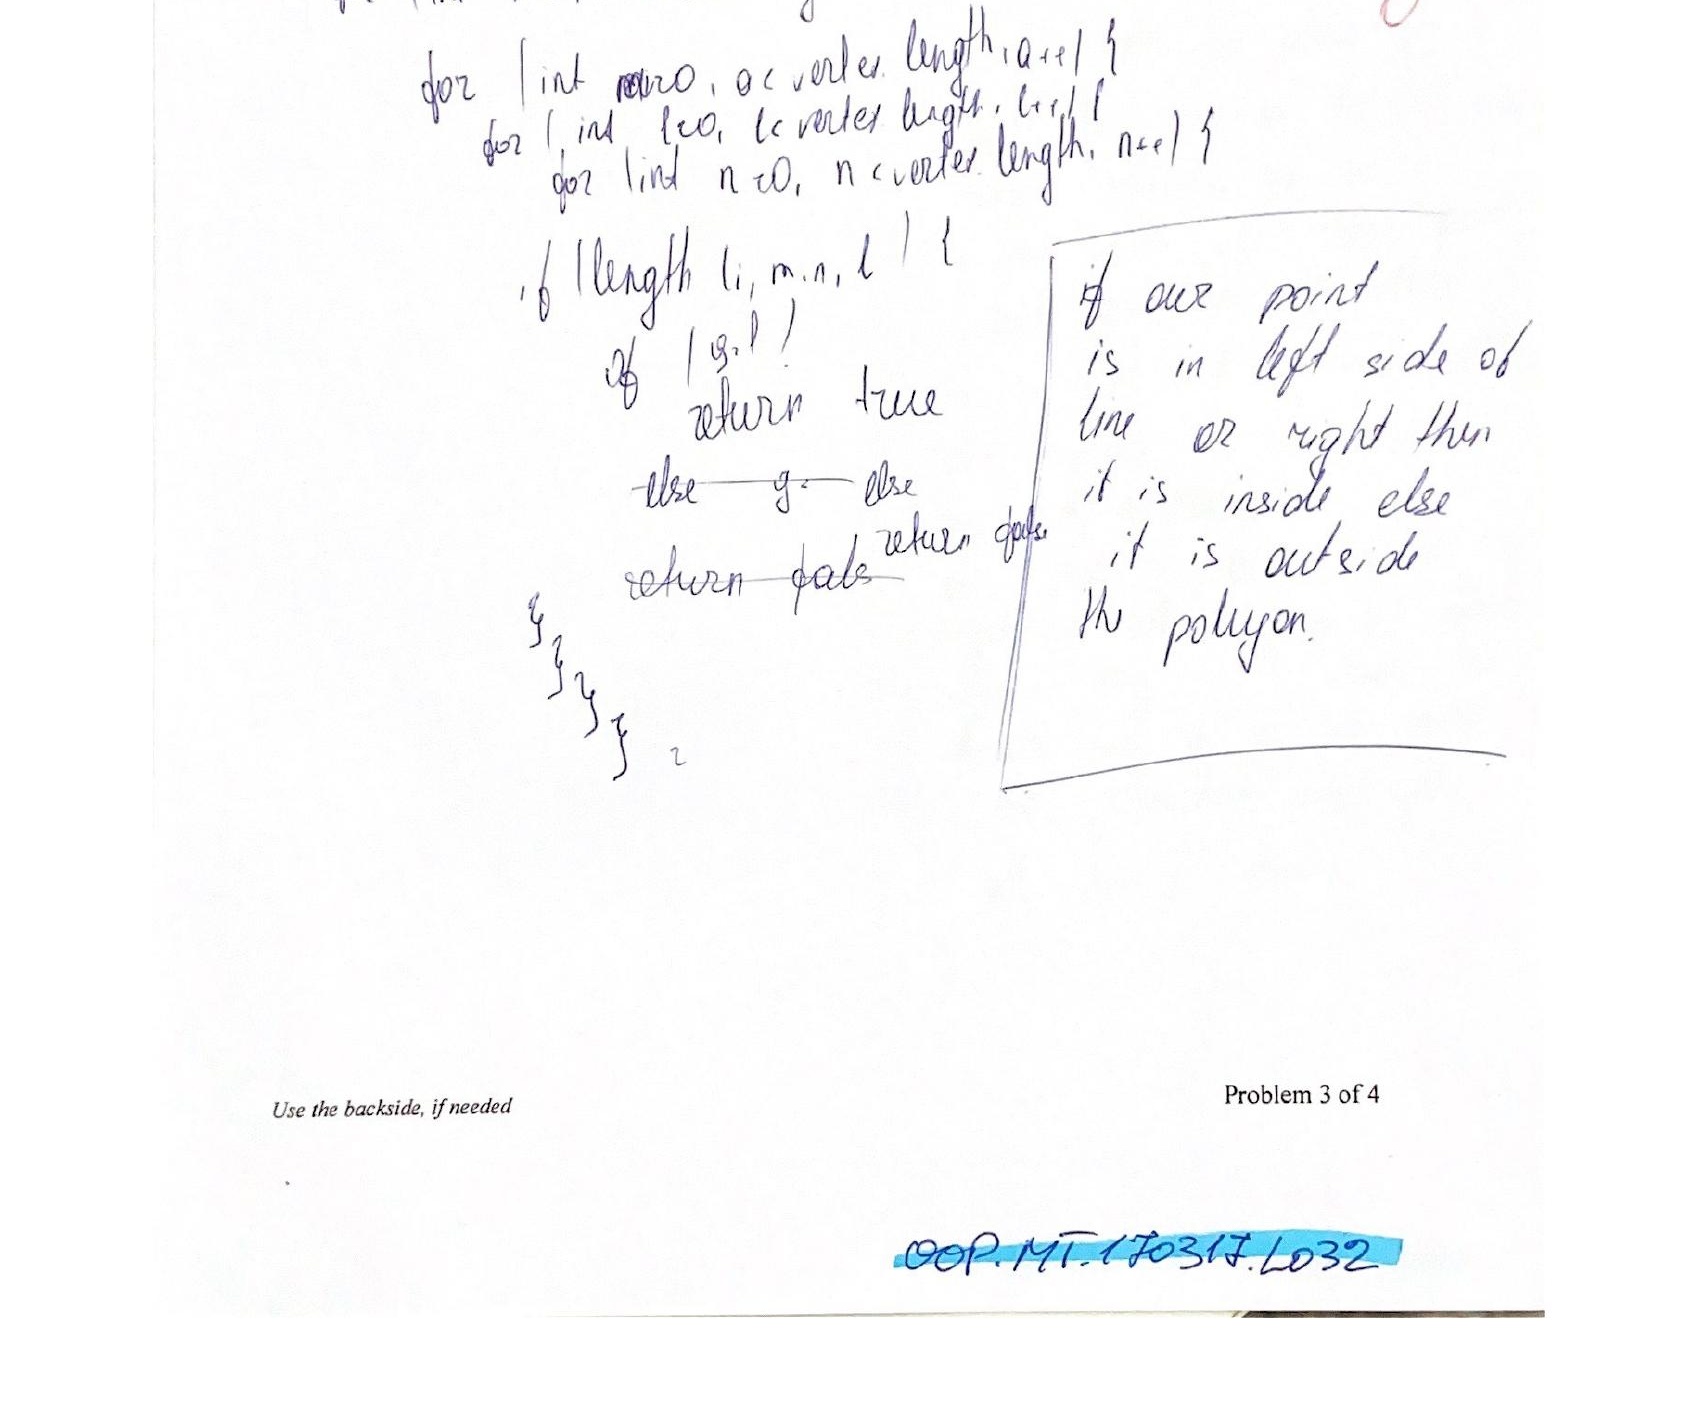 for (int a=0, a< vertex.length, a++) {
for (int l=0, l< vertex length, l++) {
for (int n=0, n< vertex.length, n++) {
if (length (i, m, n, l) {
if
return true
else g. else
return false
return false
}
}
}
}
if our point
is in left side of
line or right then
it is inside else
it is outside
the polygon.
Use the backside, if needed
Problem 3 of 4
OOP.MT.170317.L032